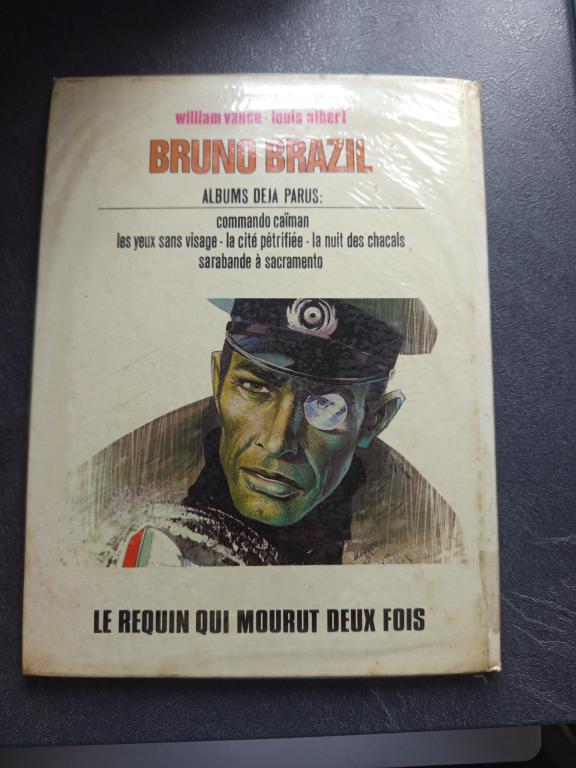 william vance - louis albert
BRUNO BRAZIL
ALBUMS DEJA PARUS:
commando caïman
les yeux sans visage - la cité pétrifiée - la nuit des chacals
sarabande à sacramento
W.VANCE
LE REQUIN QUI MOURUT DEUX FOIS